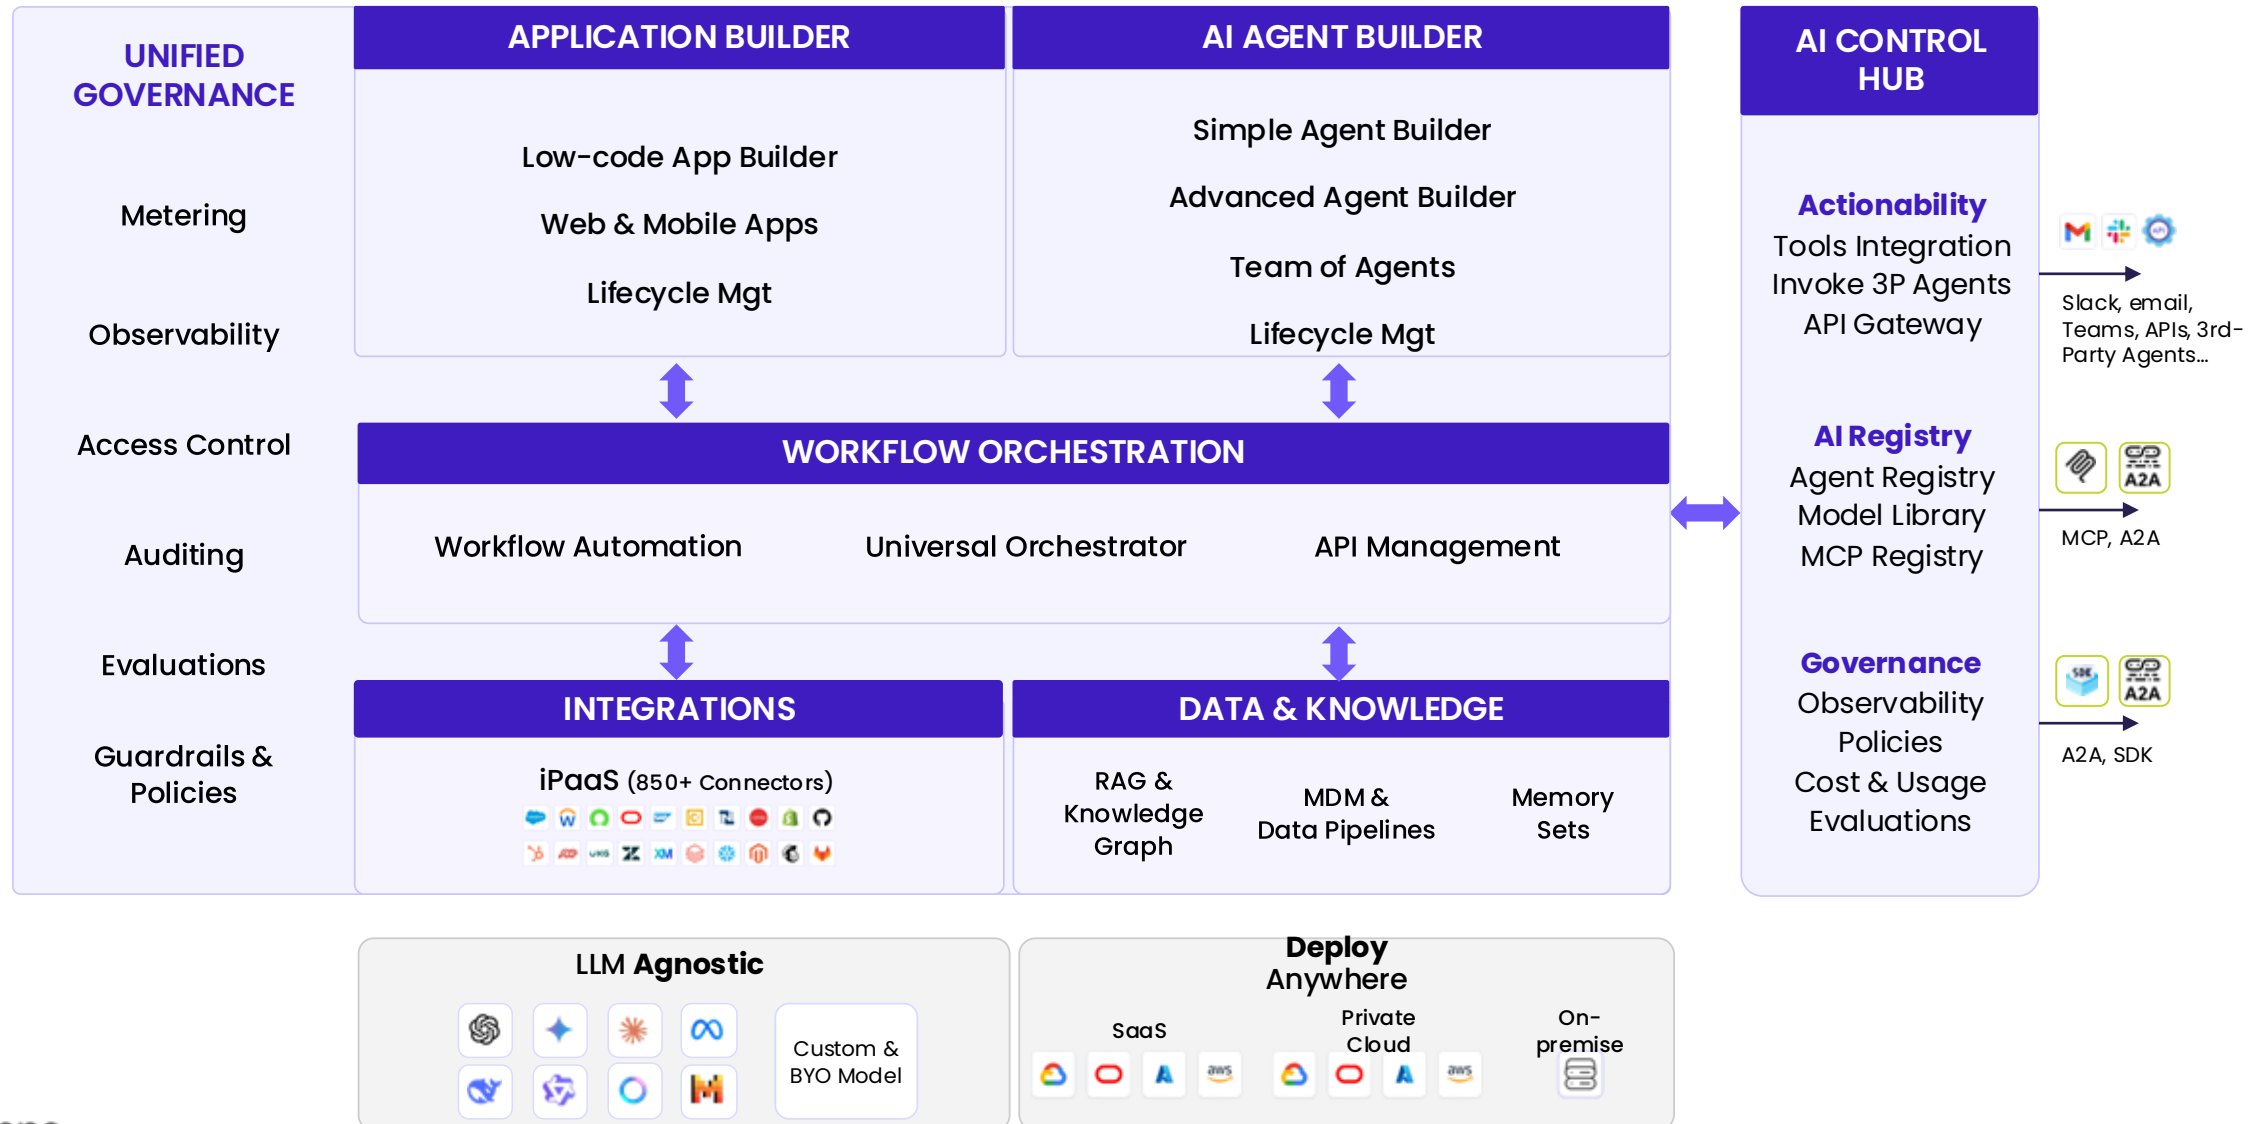 UNIFIED
GOVERNANCE
Metering
Observability
Access Control
Auditing
Evaluations
Guardrails &
Policies
APPLICATION BUILDER
Low-code App Builder
Web & Mobile Apps
Lifecycle Mgt
AI AGENT BUILDER
Simple Agent Builder
Advanced Agent Builder
Team of Agents
Lifecycle Mgt
WORKFLOW ORCHESTRATION
Workflow Automation
Universal Orchestrator
API Management
INTEGRATIONS
iPaaS (850+ Connectors)
DATA & KNOWLEDGE
RAG &
Knowledge
Graph
MDM &
Data Pipelines
Memory
Sets
AI CONTROL
HUB
Actionability
Tools Integration
Invoke 3P Agents
API Gateway
API
Slack, email,
Teams, APIs, 3rd-
Party Agents...
AI Registry
Agent Registry
Model Library
MCP Registry
A2A
MCP, A2A
Governance
Observability
Policies
Cost & Usage
Evaluations
SDK
A2A
A2A, SDK
LLM Agnostic
Custom &
BYO Model
Deploy
Anywhere
SaaS
aws
Private
Cloud
aws
On-
premise